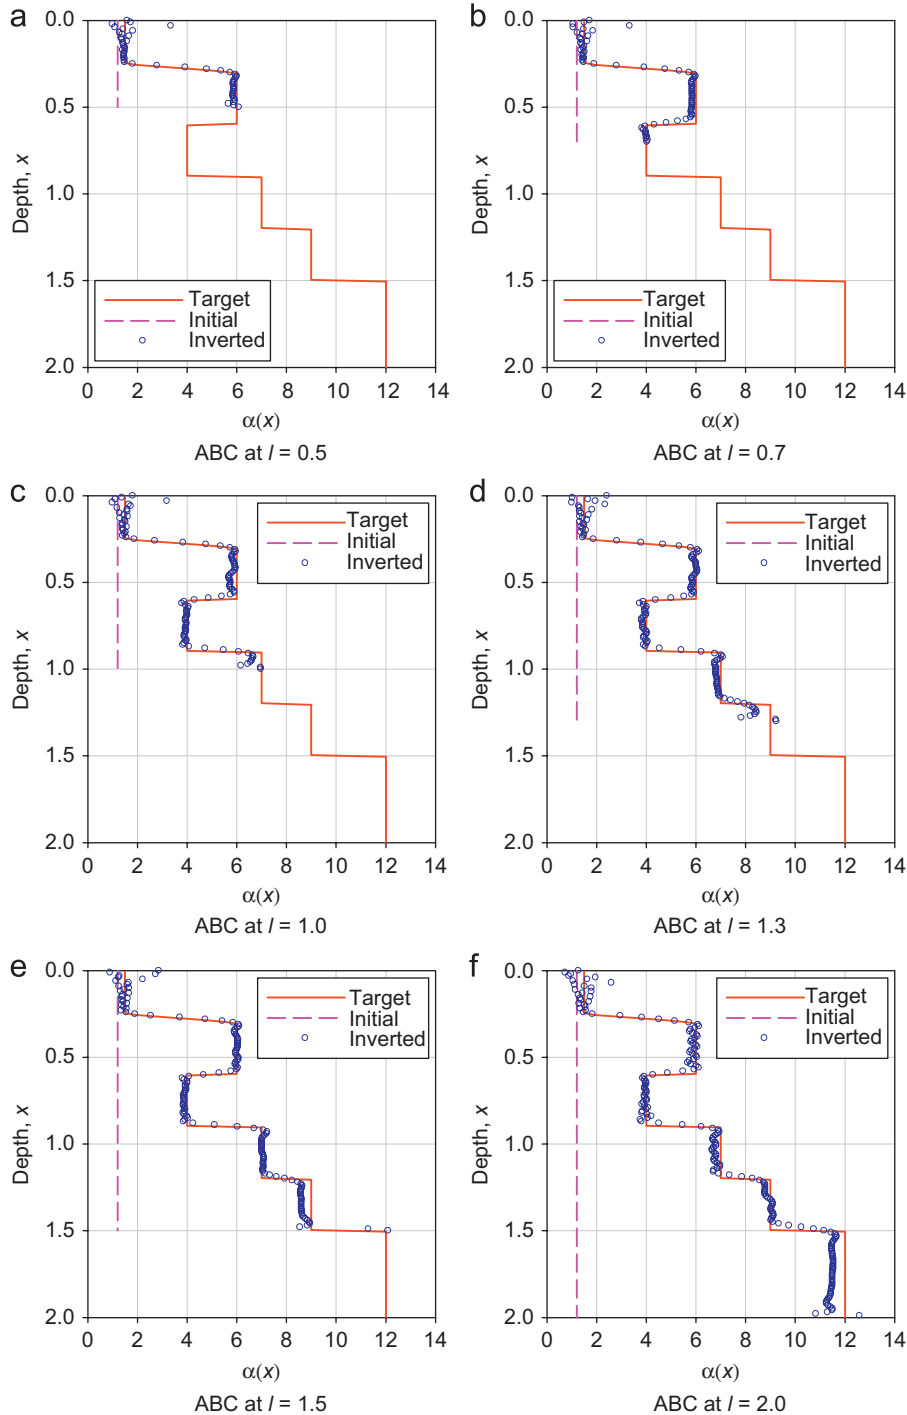 a
0.0
0.5
1.0
1.5
2.0
Depth, x
Target
Initial
Inverted
0 2 4 6 8 10 12 14
α(x)
ABC at l = 0.5
b
0.0
0.5
1.0
1.5
2.0
Depth, x
Target
Initial
Inverted
0 2 4 6 8 10 12 14
α(x)
ABC at l = 0.7
c
0.0
0.5
1.0
1.5
2.0
Depth, x
Target
Initial
Inverted
0 2 4 6 8 10 12 14
α(x)
ABC at l = 1.0
d
0.0
0.5
1.0
1.5
2.0
Depth, x
Target
Initial
Inverted
0 2 4 6 8 10 12 14
α(x)
ABC at l = 1.3
e
0.0
0.5
1.0
1.5
2.0
Depth, x
Target
Initial
Inverted
0 2 4 6 8 10 12 14
α(x)
ABC at l = 1.5
f
0.0
0.5
1.0
1.5
2.0
Depth, x
Target
Initial
Inverted
0 2 4 6 8 10 12 14
α(x)
ABC at l = 2.0